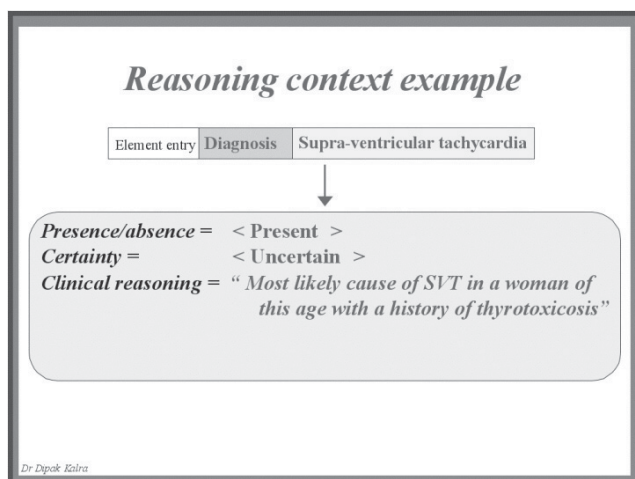 Reasoning context example
Element entry Diagnosis Supra-ventricular tachycardia
Presence/absence = < Present >
Certainty = < Uncertain >
Clinical reasoning = “ Most likely cause of SVT in a woman of
this age with a history of thyrotoxicosis”
Dr Dipak Kalra